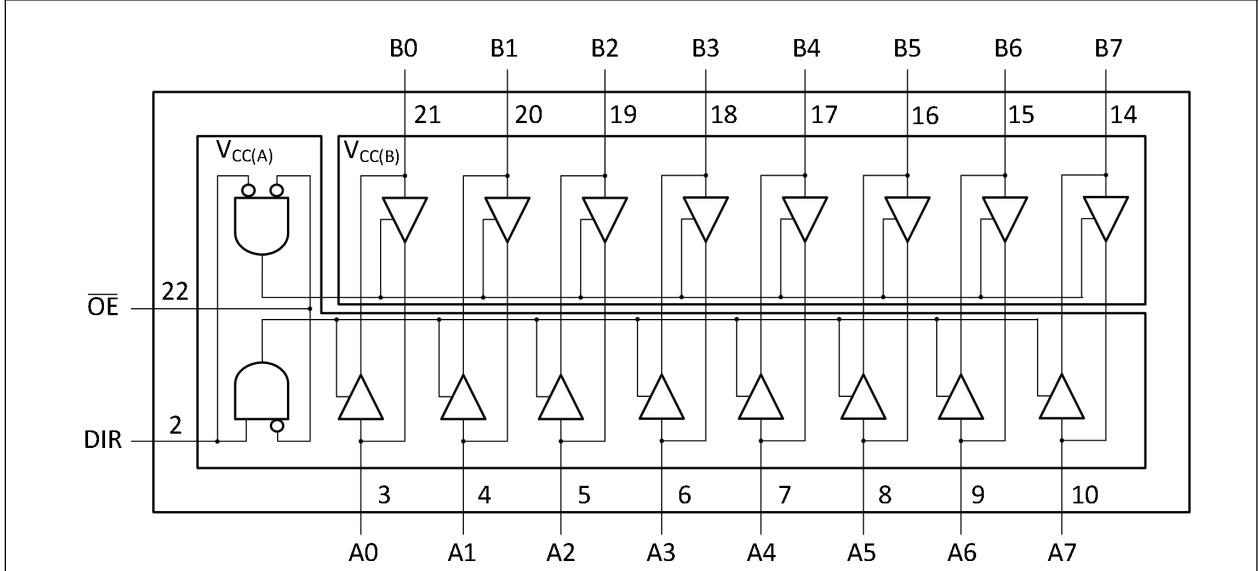 B0 B1 B2 B3 B4 B5 B6 B7
21 20 19 18 17 16 15 14
VCC(A) VCC(B)
22
OE
2
DIR
3 4 5 6 7 8 9 10
A0 A1 A2 A3 A4 A5 A6 A7